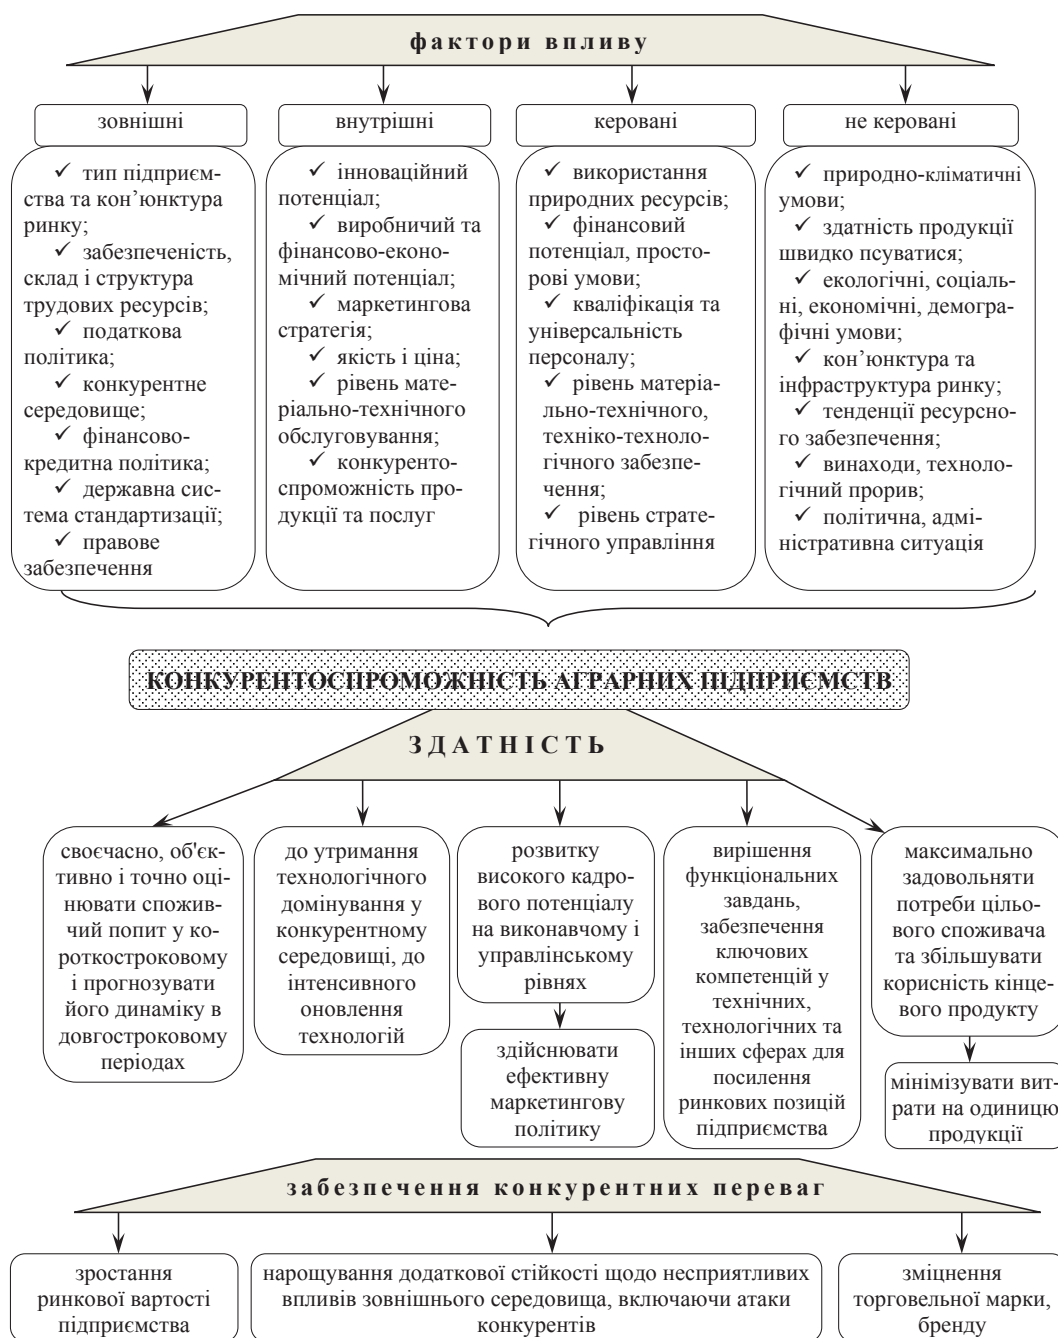 фактори впливу
зовнішні
внутрішні
керовані
не керовані
✓ тип підприєм-
ства та кон’юнктура
ринку;
✓ забезпеченість,
склад і структура
трудових ресурсів;
✓ податкова
політика;
✓ конкурентне
середовище;
✓ фінансово-
кредитна політика;
✓ державна сис-
тема стандартизації;
✓ правове
забезпечення
✓ інноваційний
потенціал;
✓ виробничий та
фінансово-еконо-
мічний потенціал;
✓ маркетингова
стратегія;
✓ якість і ціна;
✓ рівень мате-
ріально-технічного
обслуговування;
✓ конкуренто-
спроможність про-
дукції та послуг
✓ використання
природних ресурсів;
✓ фінансовий
потенціал, просто-
рові умови;
✓ кваліфікація та
універсальність
персоналу;
✓ рівень матеріа-
льно-технічного,
техніко-техноло-
гічного забезпе-
чення;
✓ рівень страте-
гічного управління
✓ природно-кліматичні
умови;
✓ здатність продукції
швидко псуватися;
✓ екологічні, соціаль-
ні, економічні, демогра-
фічні умови;
✓ кон’юнктура та
інфраструктура ринку;
✓ тенденції ресурсно-
го забезпечення;
✓ винаходи, техноло-
гічний прорив;
✓ політична, адмі-
ністративна ситуація
КОНКУРЕНТОСПРОМОЖНІСТЬ АГРАРНИХ ПІДПРИЄМСТВ
ЗДАТНІСТЬ
своєчасно, об'єк-
тивно і точно оці-
нювати спожив-
чий попит у ко-
роткостроковому
і прогнозувати
його динаміку в
довгостроковому
періодах
до утримання
технологічного
домінування у
конкурентному
середовищі, до
інтенсивного
оновлення
технологій
розвитку
високого кадро-
вого потенціалу
на виконавчому і
управлінському
рівнях
здійснювати
ефективну
маркетингову
політику
вирішення
функціональних
завдань,
забезпечення
ключових
компетенцій у
технічних,
технологічних та
інших сферах для
посилення
ринкових позицій
підприємства
максимально
задовольняти
потреби цільо-
вого споживача
та збільшувати
корисність кінце-
вого продукту
мінімізувати вит-
рати на одиницю
продукції
забезпечення конкурентних переваг
зростання
ринкової вартості
підприємства
нарощування додаткової стійкості щодо несприятливих
впливів зовнішнього середовища, включаючи атаки
конкурентів
зміцнення
торговельної марки,
бренду